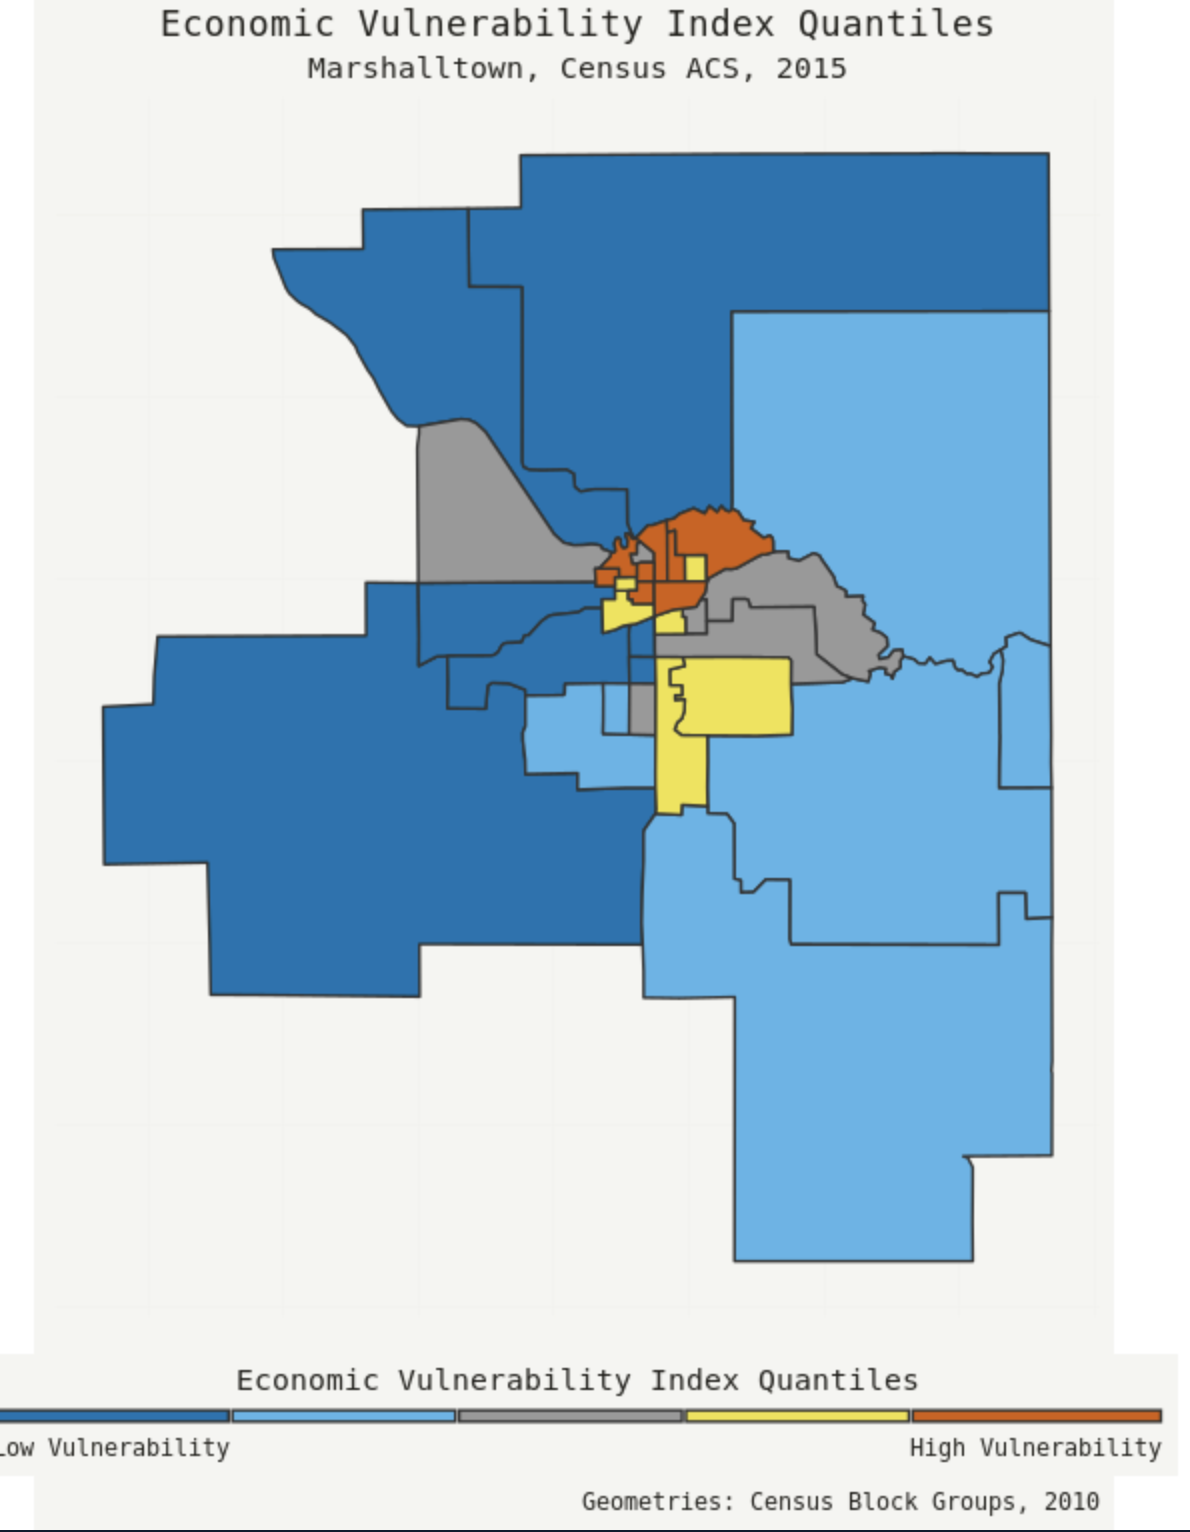 Economic Vulnerability Index Quantiles
Marshalltown, Census ACS, 2015
Economic Vulnerability Index Quantiles
Low Vulnerability High Vulnerability
Geometries: Census Block Groups, 2010